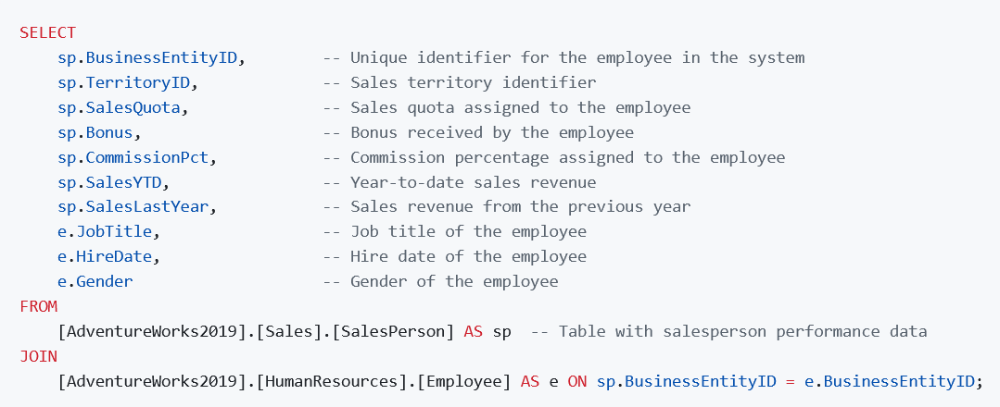 SELECT
    sp.BusinessEntityID,        -- Unique identifier for the employee in the system
    sp.TerritoryID,             -- Sales territory identifier
    sp.SalesQuota,              -- Sales quota assigned to the employee
    sp.Bonus,                   -- Bonus received by the employee
    sp.CommissionPct,           -- Commission percentage assigned to the employee
    sp.SalesYTD,                -- Year-to-date sales revenue
    sp.SalesLastYear,           -- Sales revenue from the previous year
    e.JobTitle,                 -- Job title of the employee
    e.HireDate,                 -- Hire date of the employee
    e.Gender                    -- Gender of the employee
FROM
    [AdventureWorks2019].[Sales].[SalesPerson] AS sp  -- Table with salesperson performance data
JOIN
    [AdventureWorks2019].[HumanResources].[Employee] AS e ON sp.BusinessEntityID = e.BusinessEntityID;